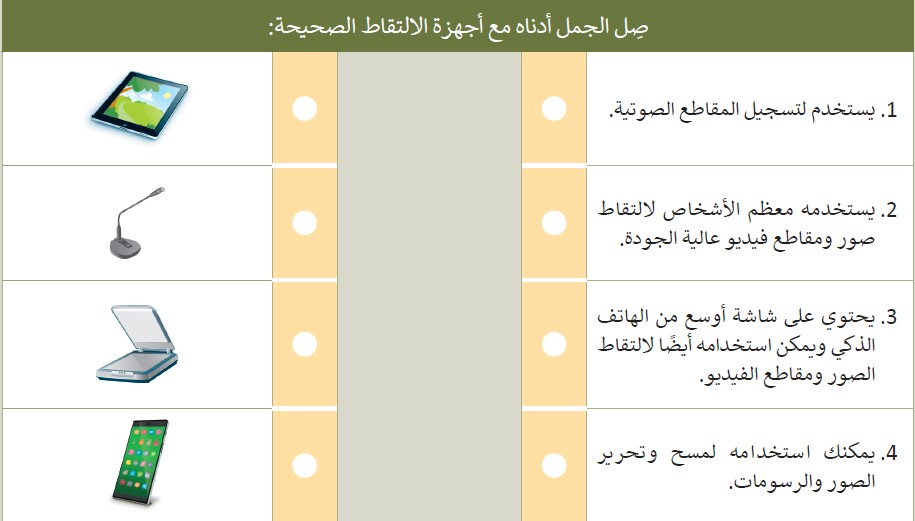 صِل الجمل أدناه مع أجهزة الالتقاط الصحيحة:
1. يستخدم لتسجيل المقاطع الصوتية.
2. يستخدمه معظم الأشخاص لالتقاط
صور ومقاطع فيديو عالية الجودة.
3. يحتوي على شاشة أوسع من الهاتف
الذكي ويمكن استخدامه أيضًا لالتقاط
الصور ومقاطع الفيديو.
4. يمكنك استخدامه لمسح وتحرير
الصور والرسومات.